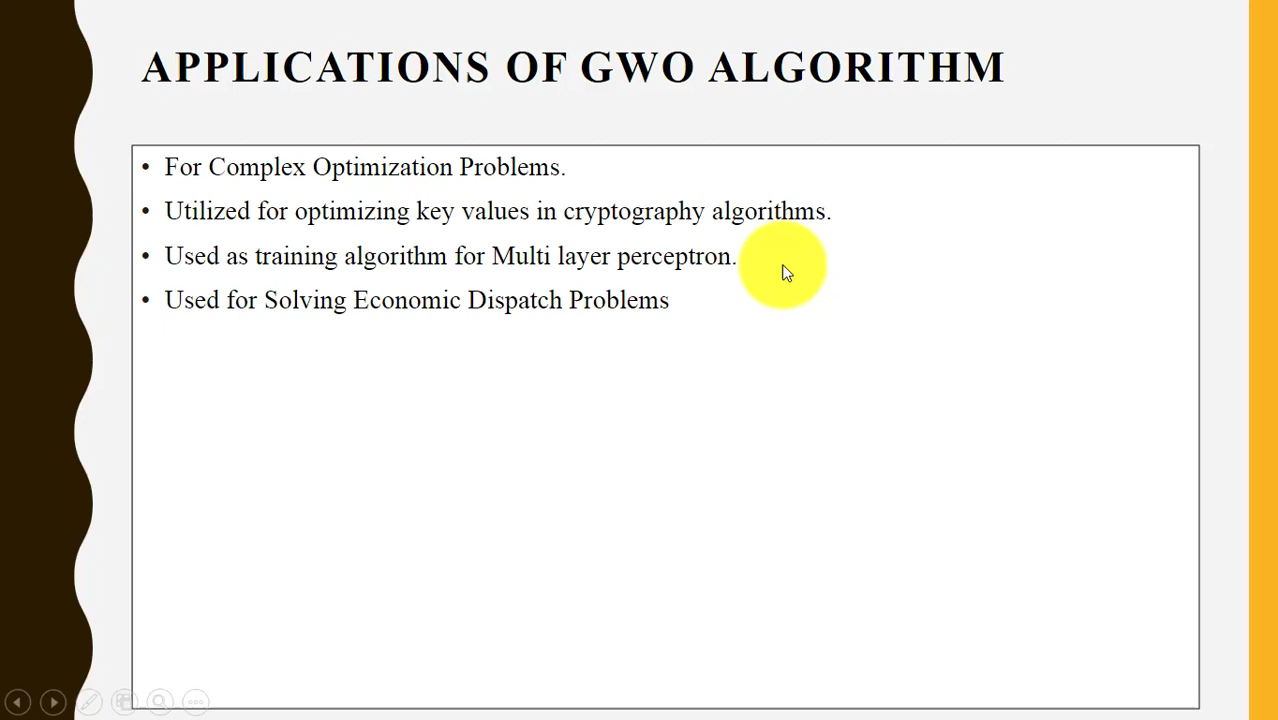 APPLICATIONS OF GWO ALGORITHM
• For Complex Optimization Problems.
• Utilized for optimizing key values in cryptography algorithms.
• Used as training algorithm for Multi layer perceptron.
• Used for Solving Economic Dispatch Problems